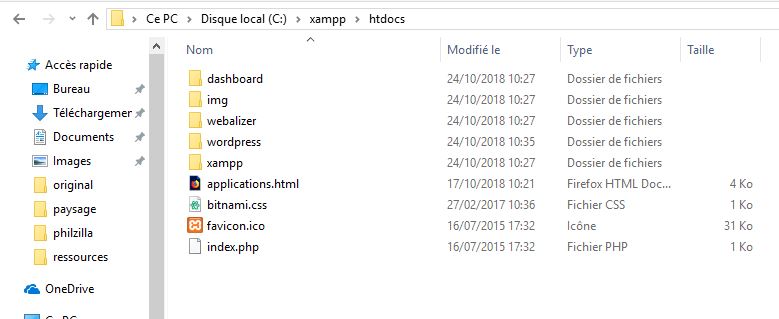 Ce PC > Disque local (C:) > xampp > htdocs
Nom Modifié le Type Taille
Accès rapide
Bureau
Téléchargemer
Documents
Images
original
paysage
philzilla
ressources
OneDrive
dashboard 24/10/2018 10:27 Dossier de fichiers
img 24/10/2018 10:27 Dossier de fichiers
webalizer 24/10/2018 10:27 Dossier de fichiers
wordpress 24/10/2018 10:35 Dossier de fichiers
xampp 24/10/2018 10:27 Dossier de fichiers
applications.html 17/10/2018 10:21 Firefox HTML Doc... 4 Ko
bitnami.css 27/02/2017 10:36 Fichier CSS 1 Ko
favicon.ico 16/07/2015 17:32 Icône 31 Ko
index.php 16/07/2015 17:32 Fichier PHP 1 Ko